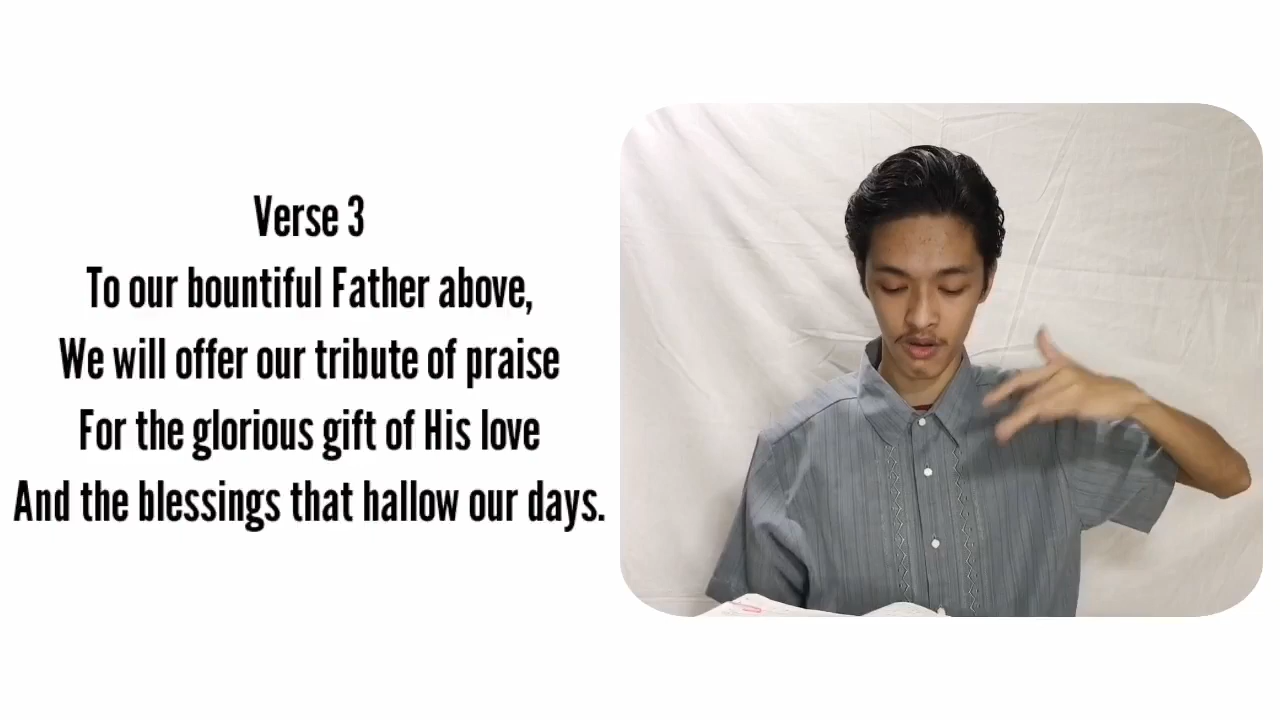 Verse 3
To our bountiful Father above,
We will offer our tribute of praise
For the glorious gift of His love
And the blessings that hallow our days.